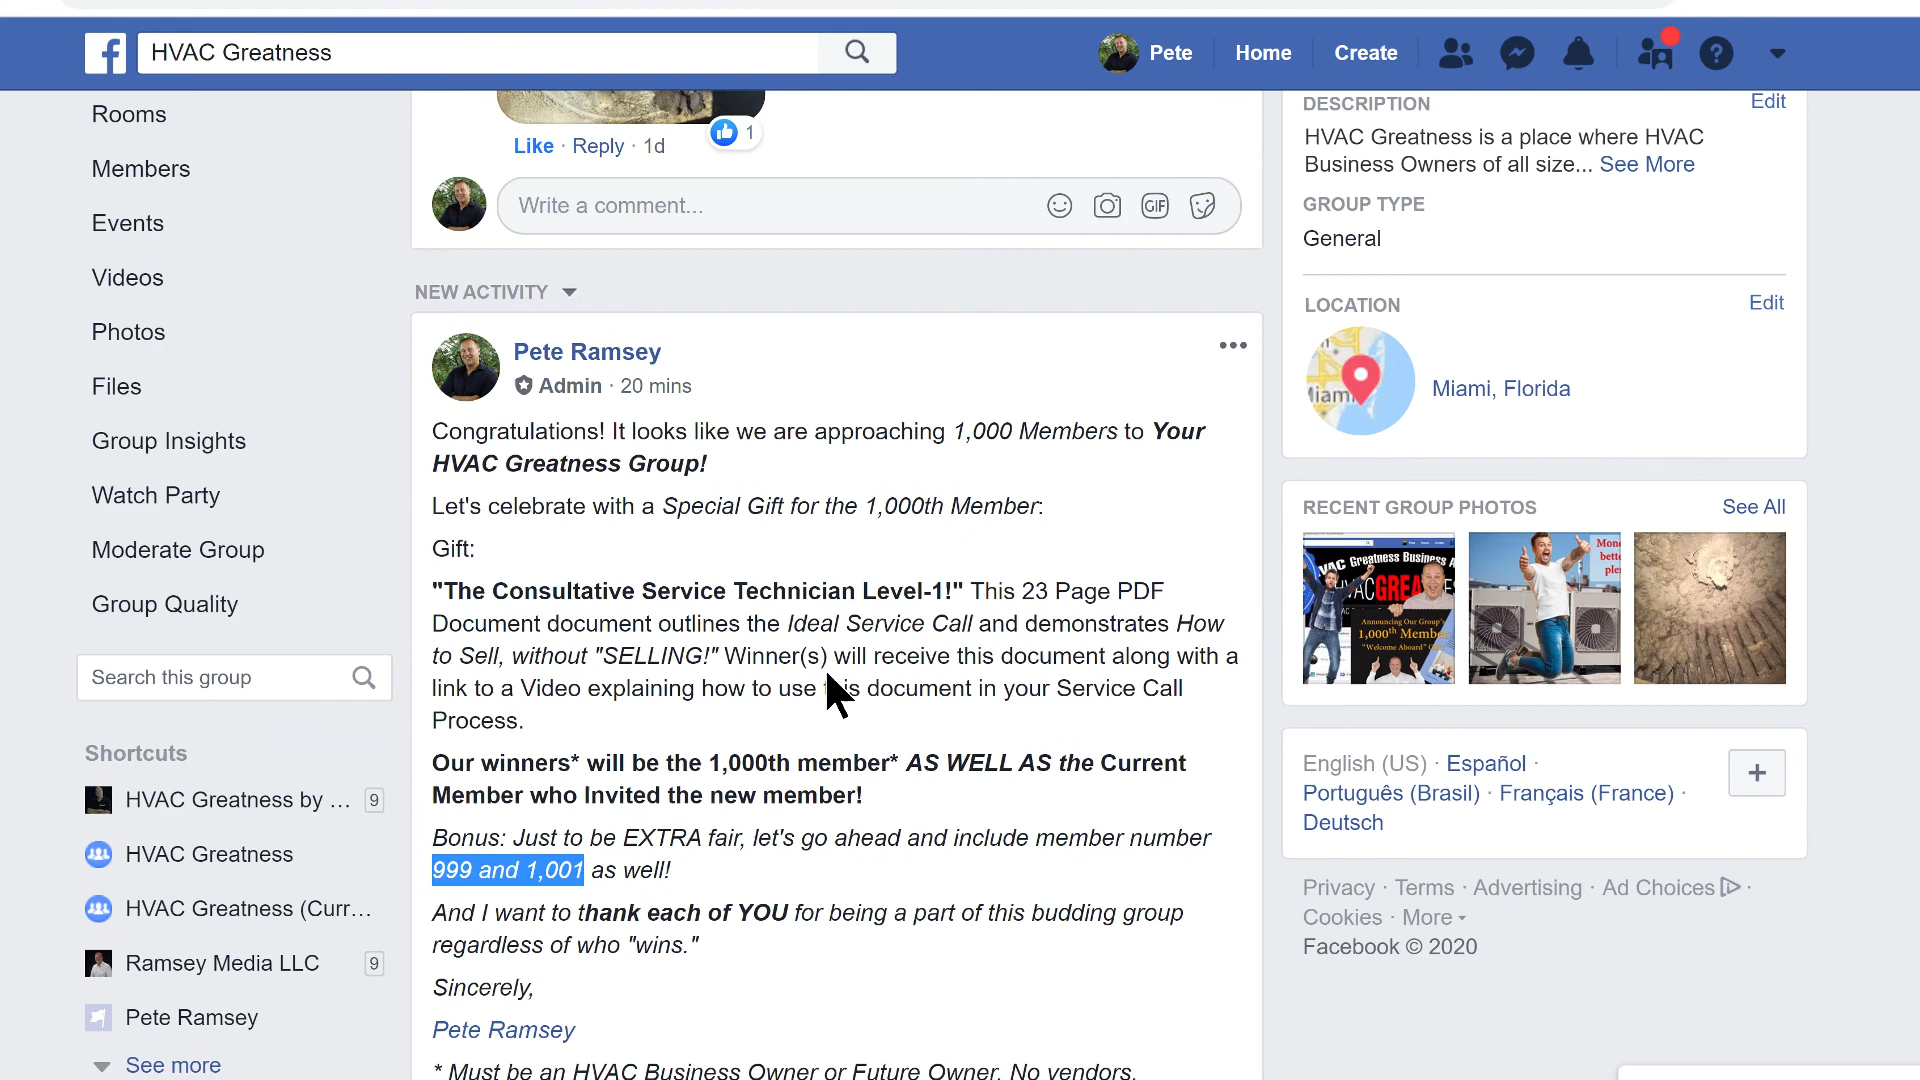 HVAC Greatness
Pete
Home
Create
?
Rooms
Members
Events
Videos
Photos
Files
Group Insights
Watch Party
Moderate Group
Group Quality
Search this group
Shortcuts
HVAC Greatness by ...
9
HVAC Greatness
HVAC Greatness (Curr...
Ramsey Media LLC
9
Pete Ramsey
See more
Like · Reply · 1d
1
Write a comment...
GIF
NEW ACTIVITY
Pete Ramsey
Admin · 20 mins
Congratulations! It looks like we are approaching 1,000 Members to Your
HVAC Greatness Group!
Let's celebrate with a Special Gift for the 1,000th Member:
Gift:
"The Consultative Service Technician Level-1!" This 23 Page PDF
Document document outlines the Ideal Service Call and demonstrates How
to Sell, without "SELLING!" Winner(s) will receive this document along with a
link to a Video explaining how to use this document in your Service Call
Process.
Our winners* will be the 1,000th member* AS WELL AS the Current
Member who Invited the new member!
Bonus: Just to be EXTRA fair, let's go ahead and include member number
999 and 1,001 as well!
And I want to thank each of YOU for being a part of this budding group
regardless of who "wins."
Sincerely,
Pete Ramsey
* Must be an HVAC Business Owner or Future Owner. No vendors.
DESCRIPTION
Edit
HVAC Greatness is a place where HVAC
Business Owners of all size... See More
GROUP TYPE
General
LOCATION
Edit
Miami, Florida
RECENT GROUP PHOTOS
See All
Greatness Business
Announcing Our Group's
1,000th Member
"Welcome Aboard"
English (US) · Español ·
Português (Brasil) · Français (France) ·
Deutsch
Privacy · Terms · Advertising · Ad Choices ·
Cookies · More
Facebook © 2020